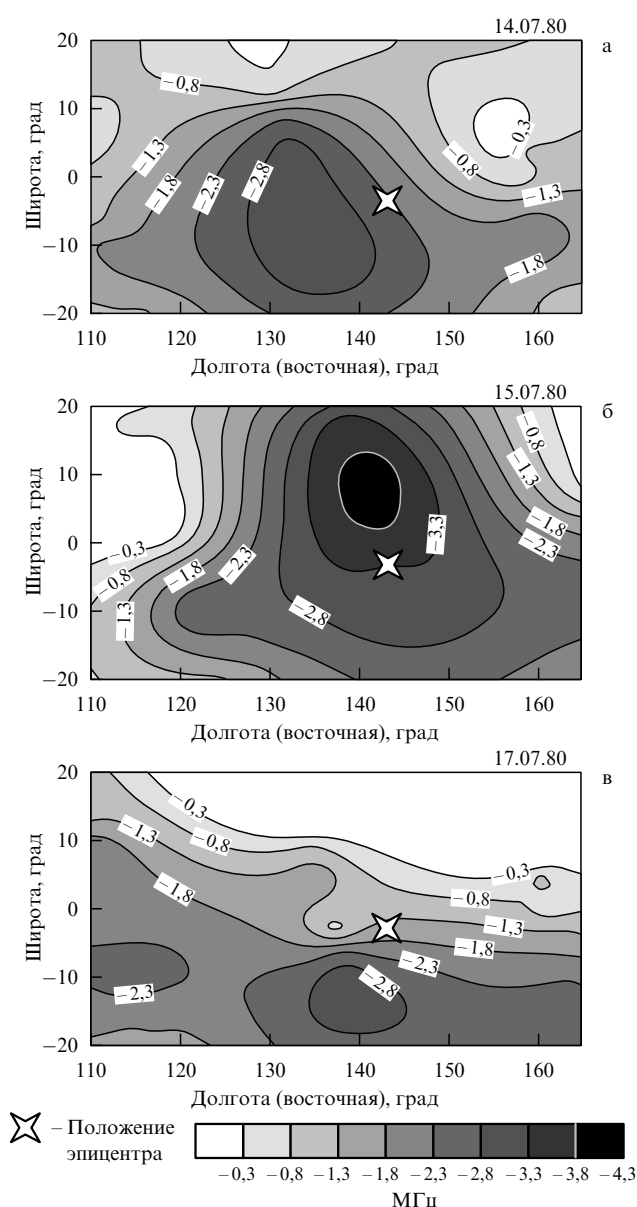 14.07.80 а
20
10
0
−10
−20
Широта, град
−0,8
−0,3
−1,3
−1,8
−2,3
−2,8
−0,8
−1,3
−1,8
110 120 130 140 150 160
Долгота (восточная), град
15.07.80 б
20
10
0
−10
−20
Широта, град
−0,8
−1,3
−1,8
−2,3
−3,3
−0,3
−0,8
−1,8
−2,3
−1,3
−2,8
110 120 130 140 150 160
Долгота (восточная), град
17.07.80 в
20
10
0
−10
−20
Широта, град
−0,3
−1,3
−0,8
−0,3
−1,8
−0,8
−1,3
−1,8
−2,3
−2,3
−2,8
110 120 130 140 150 160
Долгота (восточная), град
– Положение
эпицентра
−0,3 −0,8 −1,3 −1,8 −2,3 −2,8 −3,3 −3,8 −4,3
МГц